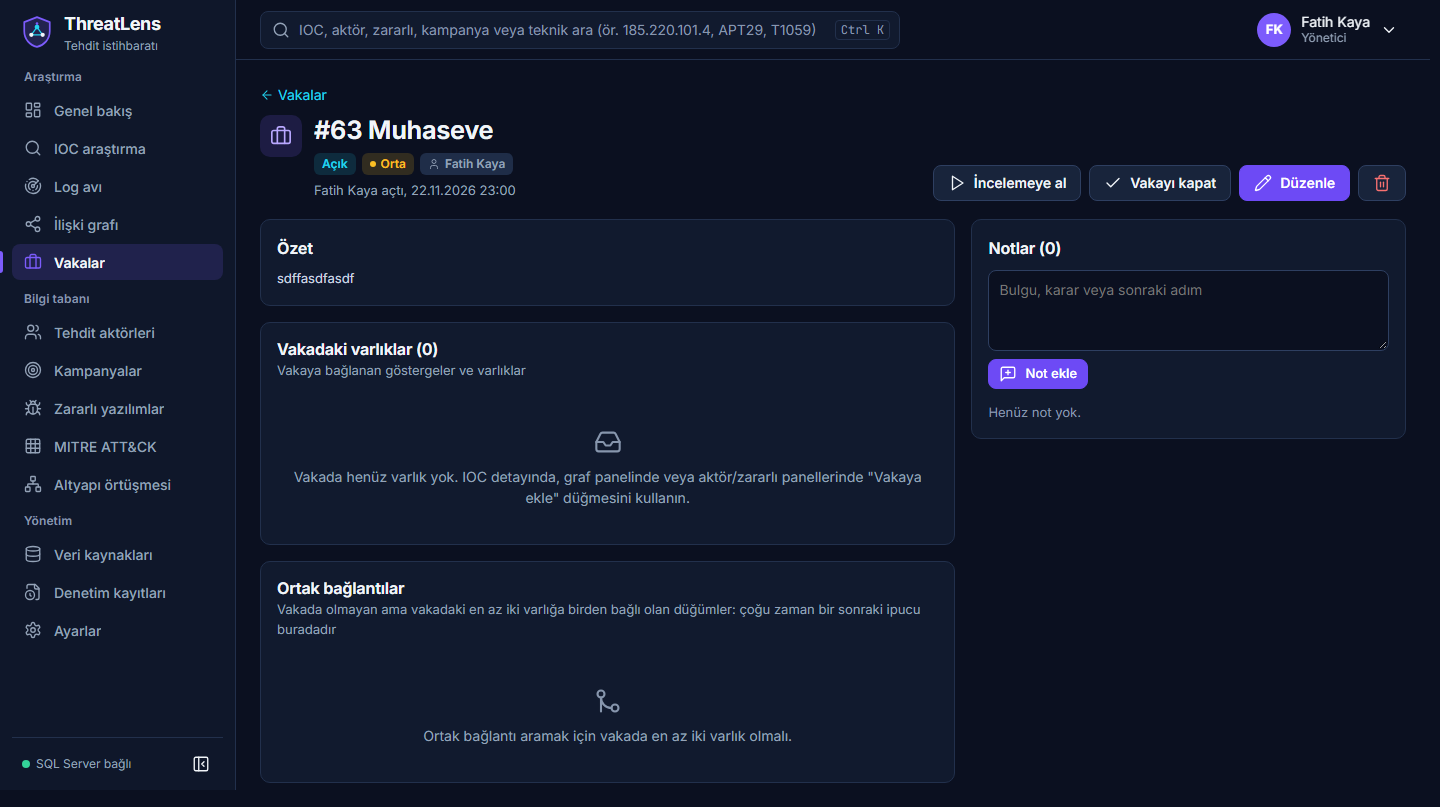 ThreatLens
Tehdit istihbaratı
Araştırma
Genel bakış
IOC araştırma
Log avı
İlişki grafı
Vakalar
Bilgi tabanı
Tehdit aktörleri
Kampanyalar
Zararlı yazılımlar
MITRE ATT&CK
Altyapı örtüşmesi
Yönetim
Veri kaynakları
Denetim kayıtları
Ayarlar
SQL Server bağlı
IOC, aktör, zararlı, kampanya veya teknik ara (ör. 185.220.101.4, APT29, T1059)
Ctrl K
FK
Fatih Kaya
Yönetici
← Vakalar
#63 Muhaseve
Açık
Orta
Fatih Kaya
Fatih Kaya açtı, 22.11.2026 23:00
İncelemeye al
Vakayı kapat
Düzenle
Özet
sdffasdfasdf
Vakadaki varlıklar (0)
Vakaya bağlanan göstergeler ve varlıklar
Vakada henüz varlık yok. IOC detayında, graf panelinde veya aktör/zararlı panellerinde "Vakaya
ekle" düğmesini kullanın.
Ortak bağlantılar
Vakada olmayan ama vakadaki en az iki varlığa birden bağlı olan düğümler: çoğu zaman bir sonraki ipucu
buradadır
Ortak bağlantı aramak için vakada en az iki varlık olmalı.
Notlar (0)
Bulgu, karar veya sonraki adım
Not ekle
Henüz not yok.